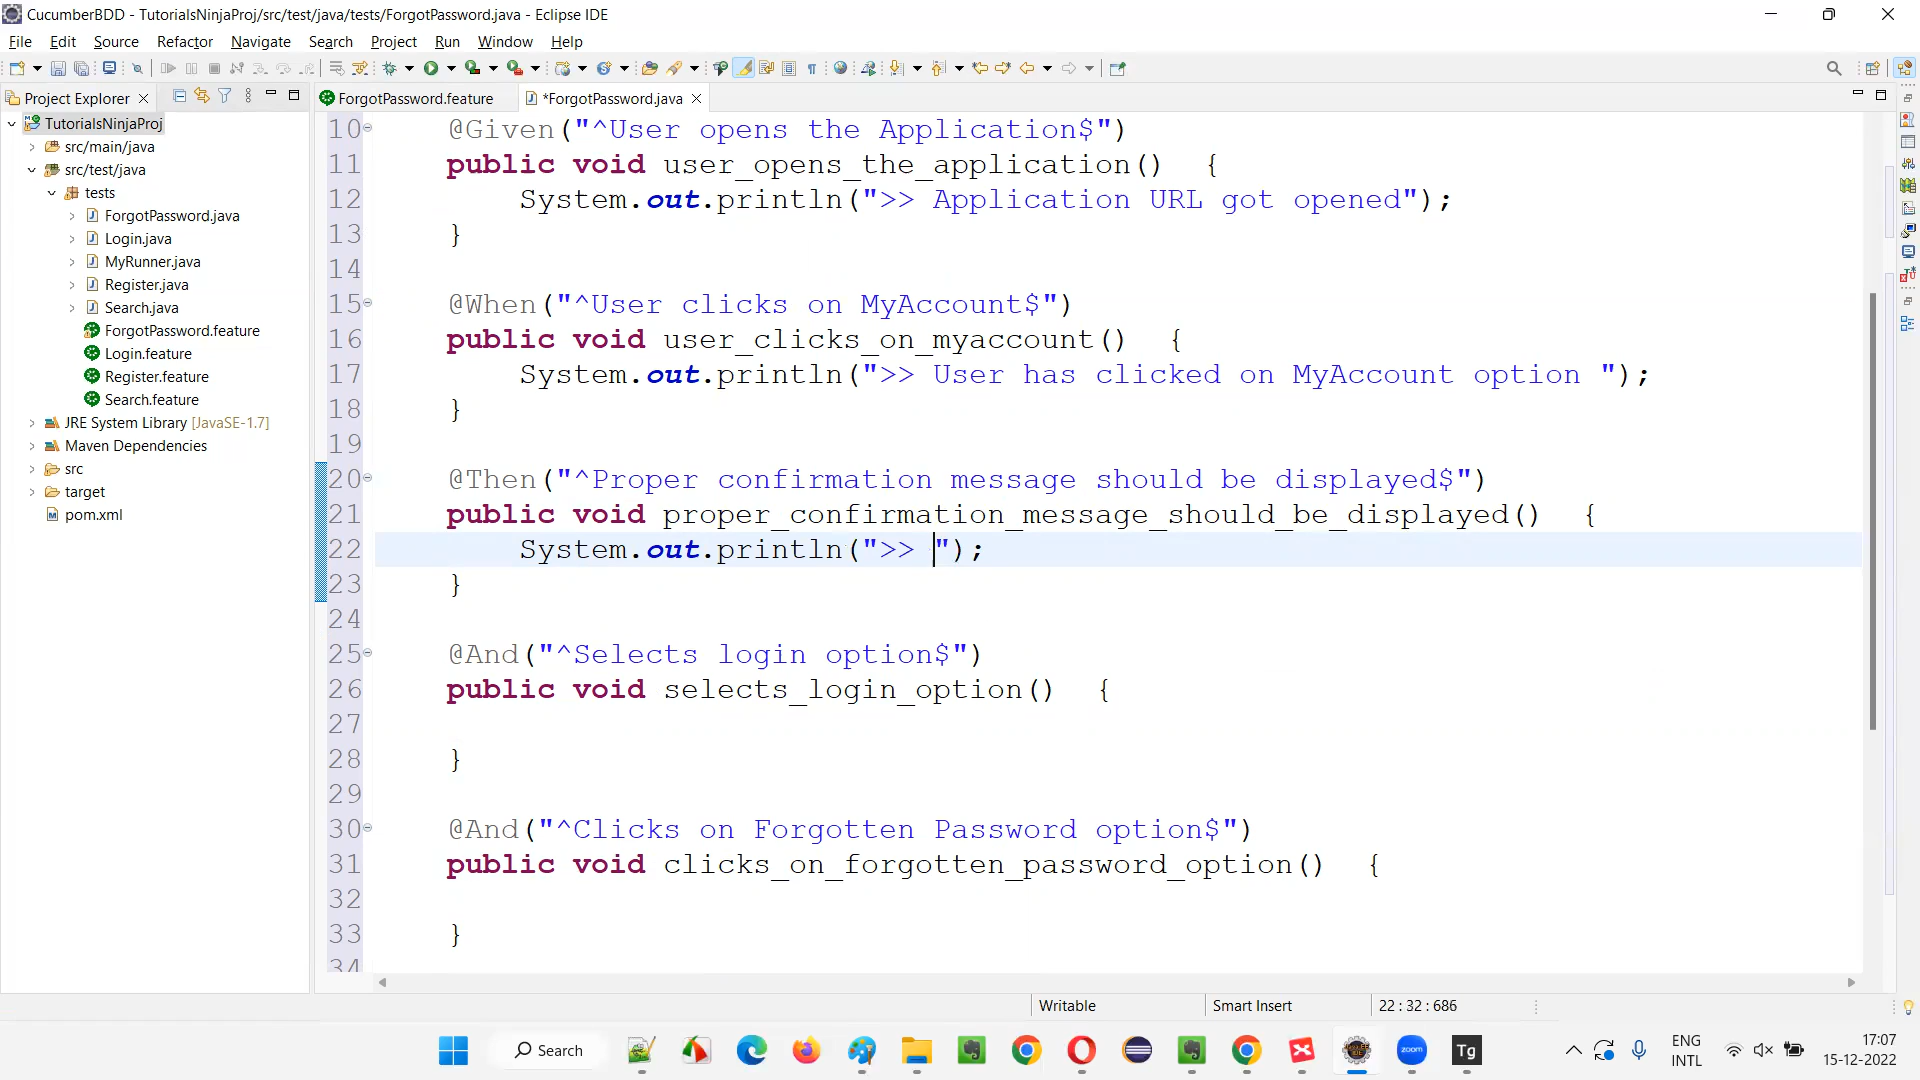 CucumberBDD - TutorialsNinjaProj/src/test/java/tests/ForgotPassword.java - Eclipse IDE
File Edit Source Refactor Navigate Search Project Run Window Help
Project Explorer
ForgotPassword.feature
*ForgotPassword.java
TutorialsNinjaProj
src/main/java
src/test/java
tests
ForgotPassword.java
Login.java
MyRunner.java
Register.java
Search.java
ForgotPassword.feature
Login.feature
Register.feature
Search.feature
JRE System Library [JavaSE-1.7]
Maven Dependencies
src
target
pom.xml
10 @Given("^User opens the Application$")
11 public void user_opens_the_application() {
12 System.out.println(">> Application URL got opened");
13 }
14
15 @When("^User clicks on MyAccount$")
16 public void user_clicks_on_myaccount() {
17 System.out.println(">> User has clicked on MyAccount option ");
18 }
19
20 @Then("^Proper confirmation message should be displayed$")
21 public void proper_confirmation_message_should_be_displayed() {
22 System.out.println(">> ");
23 }
24
25 @And("^Selects login option$")
26 public void selects_login_option() {
27
28 }
29
30 @And("^Clicks on Forgotten Password option$")
31 public void clicks_on_forgotten_password_option() {
32
33 }
34
Writable
Smart Insert
22 : 32 : 686
Search
zoom
Tg
ENG
INTL
17:07
15-12-2022